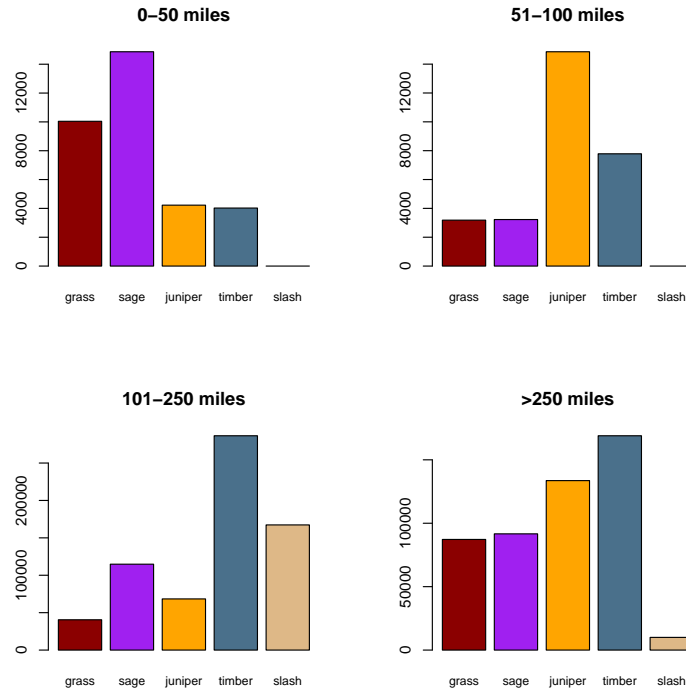 0–50 miles
12000
8000
4000
0
grass sage juniper timber slash
51–100 miles
12000
8000
4000
0
grass sage juniper timber slash
101–250 miles
200000
100000
0
grass sage juniper timber slash
>250 miles
100000
50000
0
grass sage juniper timber slash